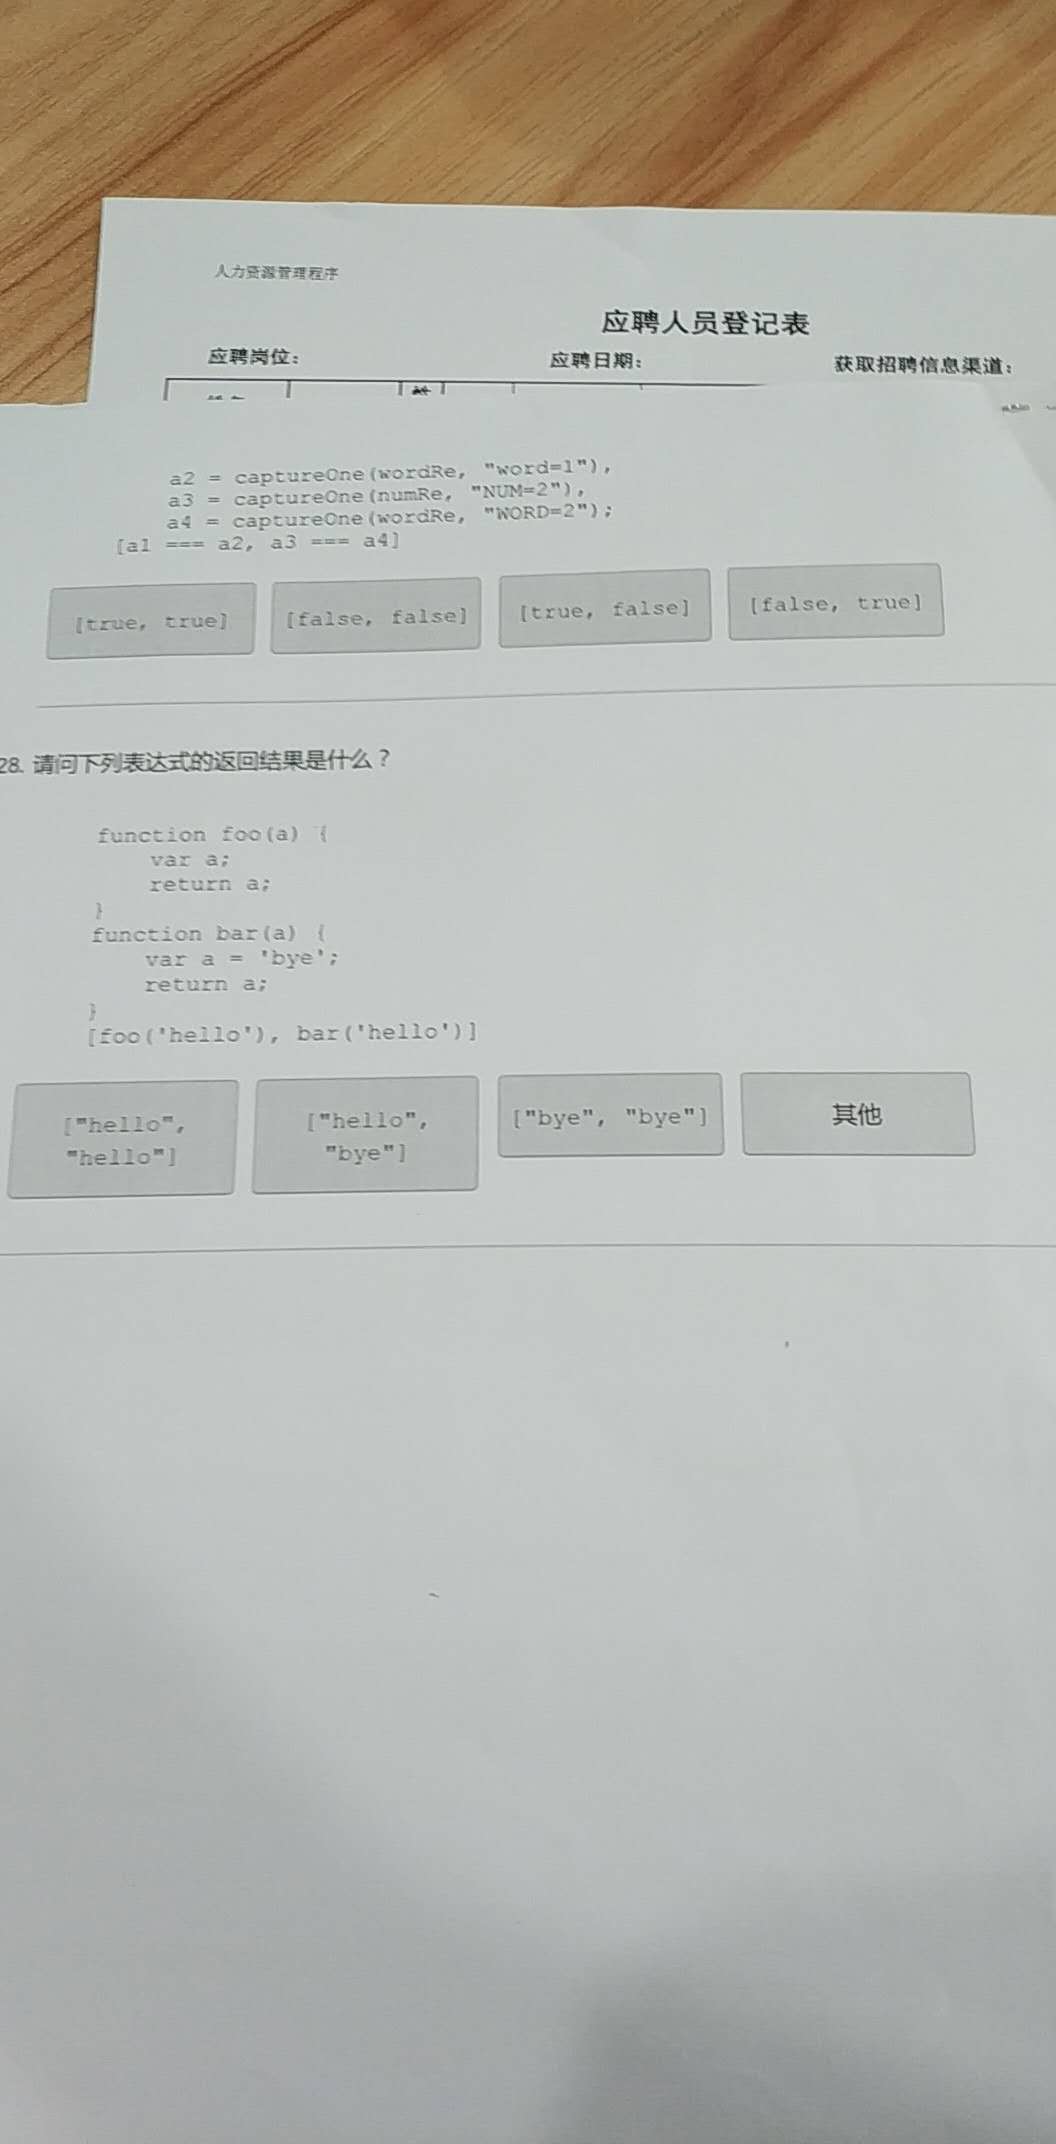 人力资源管理程序
应聘人员登记表
应聘岗位：
应聘日期：
获取招聘信息渠道：
a2 = captureOne(wordRe, "word=1"),
a3 = captureOne(numRe, "NUM=2"),
a4 = captureOne(wordRe, "WORD=2");
[a1 === a2, a3 === a4]
[true, true]
[false, false]
[true, false]
[false, true]
28. 请问下列表达式的返回结果是什么？
function foo(a) {
var a;
return a;
}
function bar(a) {
var a = 'bye';
return a;
}
[foo('hello'), bar('hello')]
["hello",
"hello"]
["hello",
"bye"]
["bye", "bye"]
其他